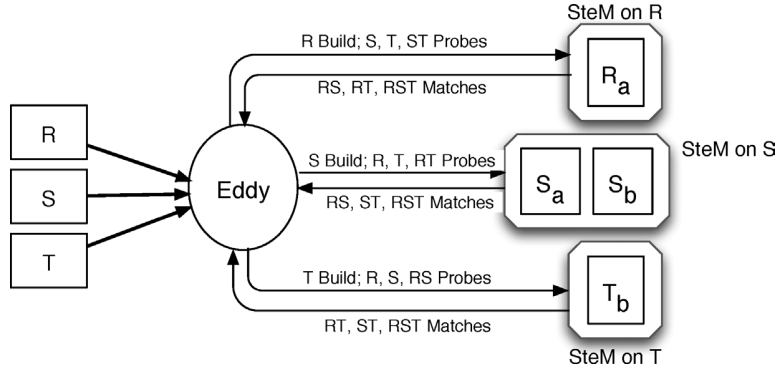 SteM on R
R Build; S, T, ST Probes
RS, RT, RST Matches
Ra
R
S
T
Eddy
S Build; R, T, RT Probes
RS, ST, RST Matches
Sa
Sb
SteM on S
T Build; R, S, RS Probes
RT, ST, RST Matches
Tb
SteM on T